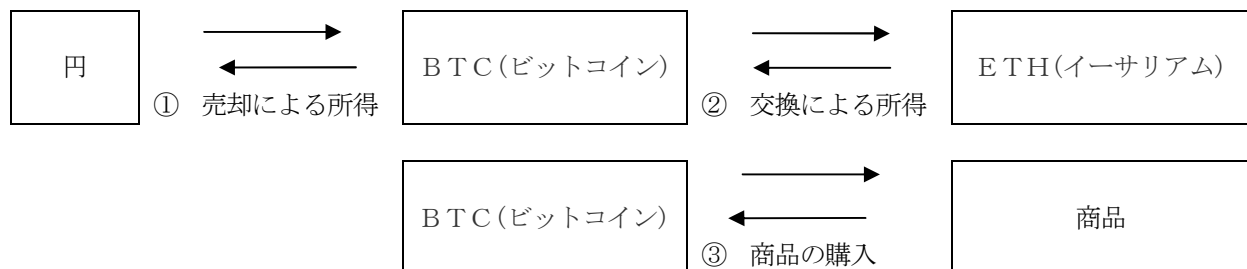 円
ＢＴＣ(ビットコイン)
ＥＴＨ(イーサリアム)
① 売却による所得
② 交換による所得
ＢＴＣ(ビットコイン)
商品
③ 商品の購入